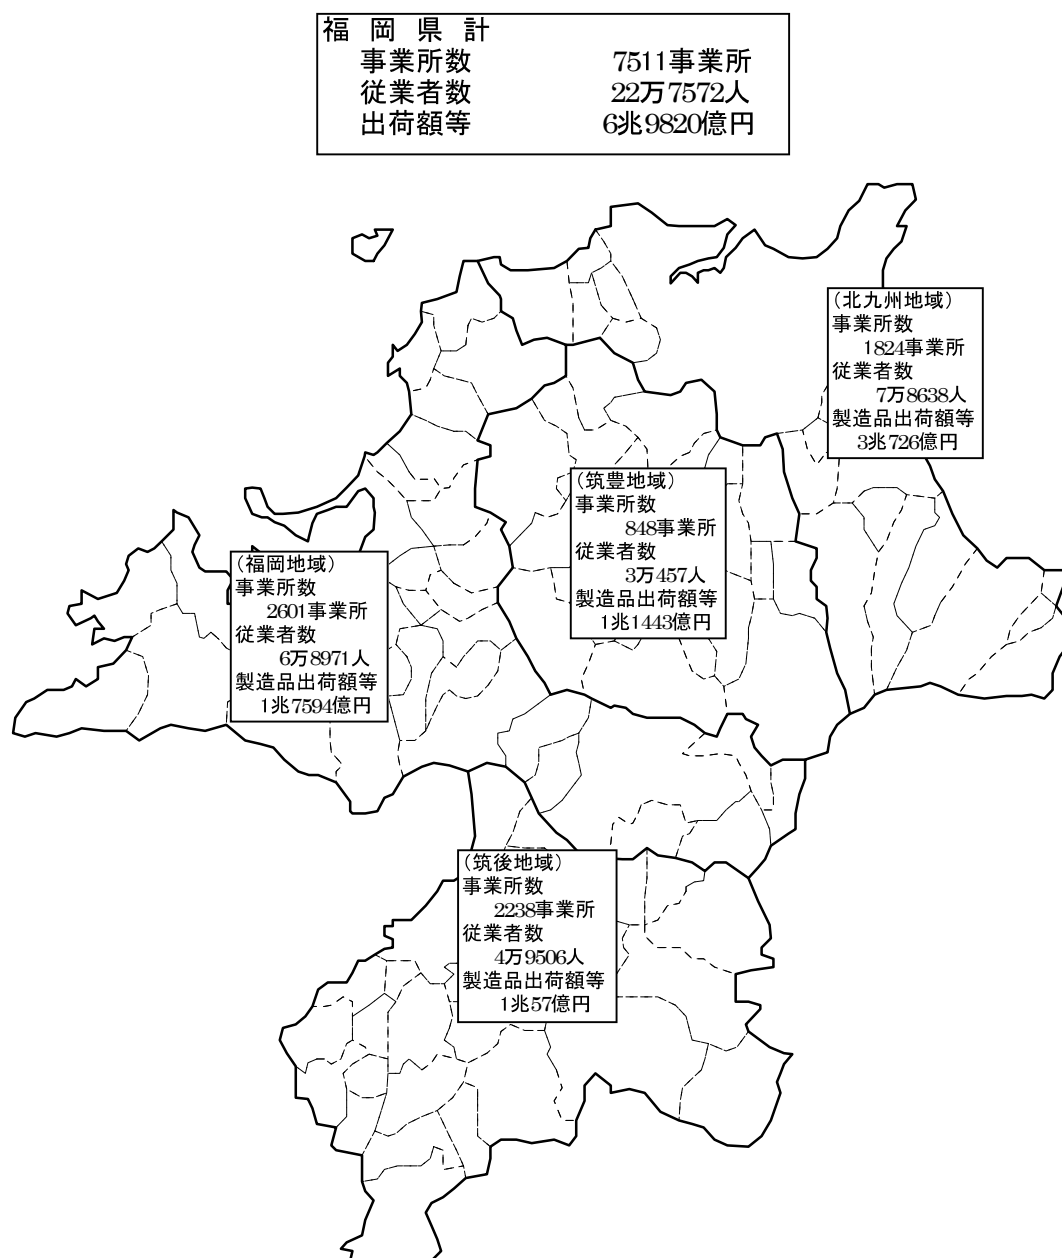 福岡県計
事業所数 7511事業所
従業者数 22万7572人
出荷額等 6兆9820億円
(北九州地域)
事業所数
1824事業所
従業者数
7万8638人
製造品出荷額等
3兆726億円
(筑豊地域)
事業所数
848事業所
従業者数
3万457人
製造品出荷額等
1兆1443億円
(福岡地域)
事業所数
2601事業所
従業者数
6万8971人
製造品出荷額等
1兆7594億円
(筑後地域)
事業所数
2238事業所
従業者数
4万9506人
製造品出荷額等
1兆57億円